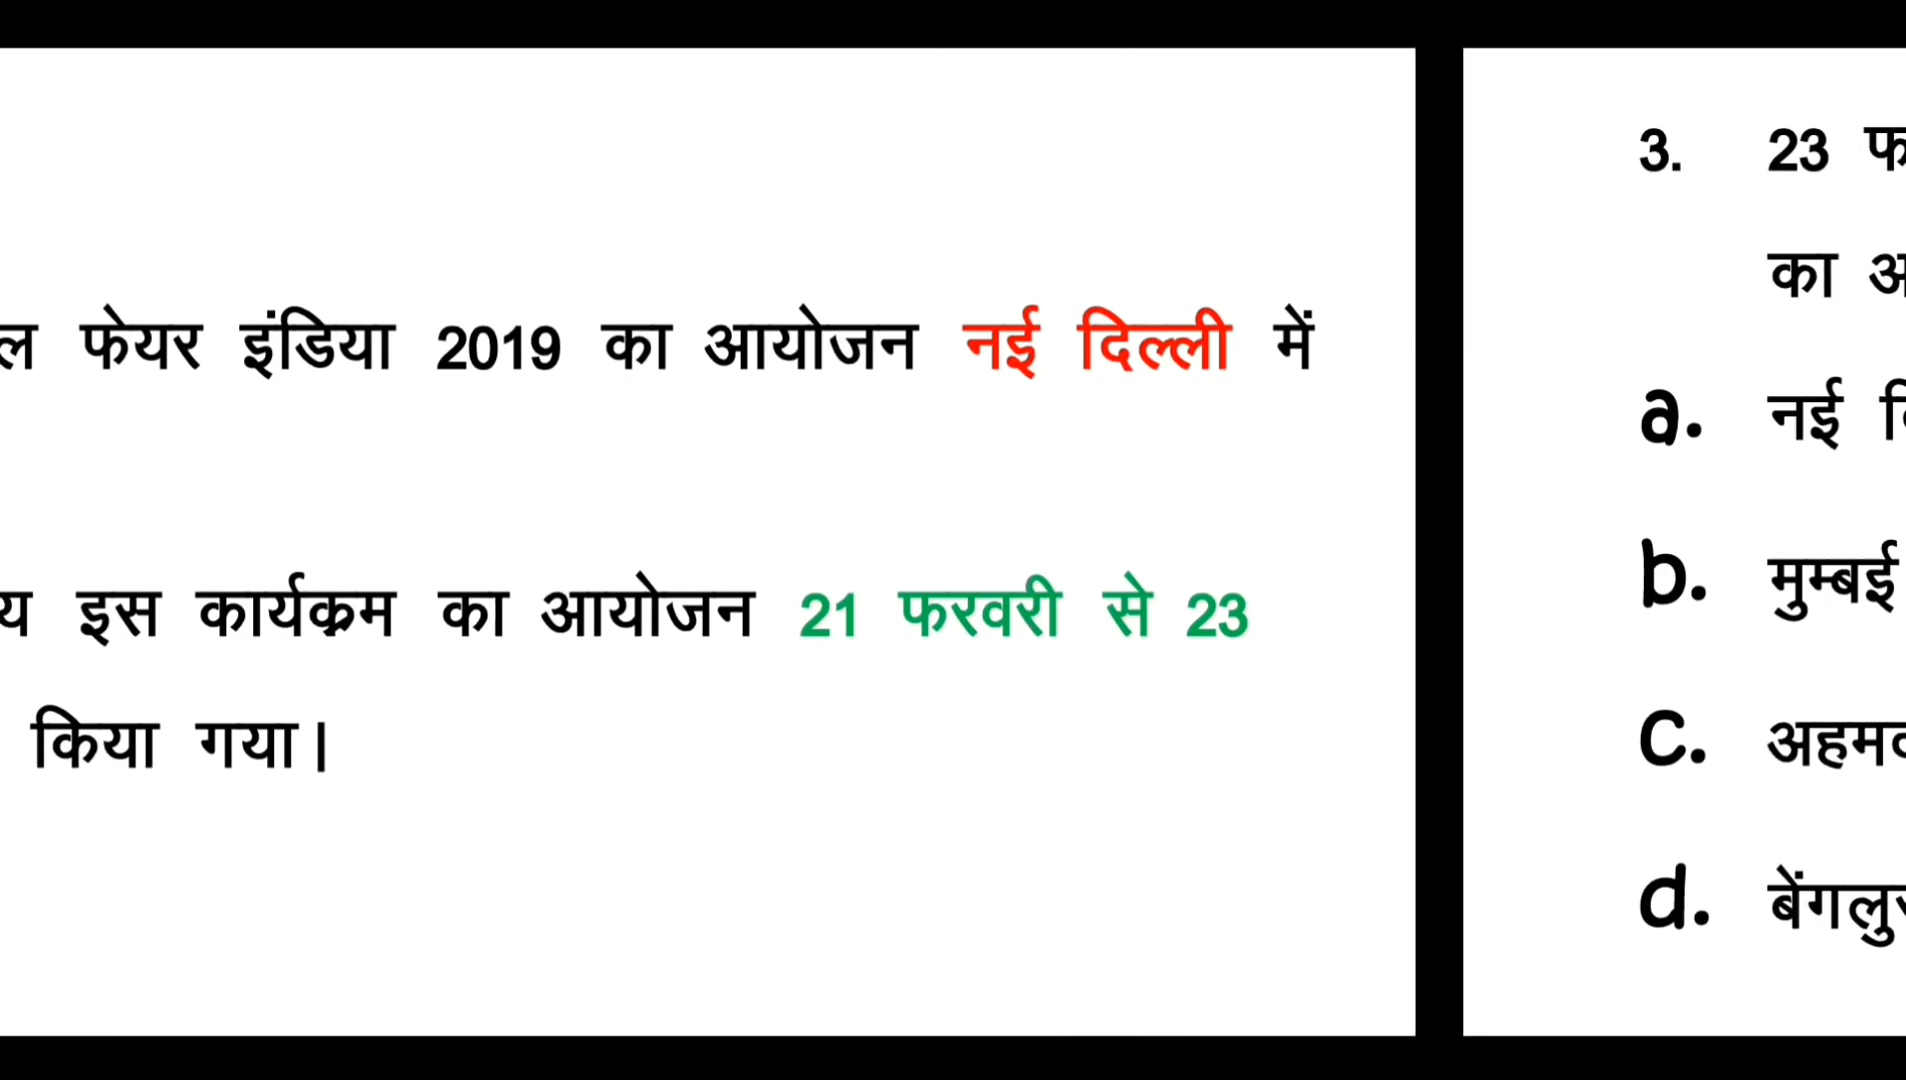 फेयर इंडिया 2019 का आयोजन नई दिल्ली में
इस कार्यक्रम का आयोजन 21 फरवरी से 23
किया गया।
3. 23
का
a. नई
b. मुम्बई
c.
d.